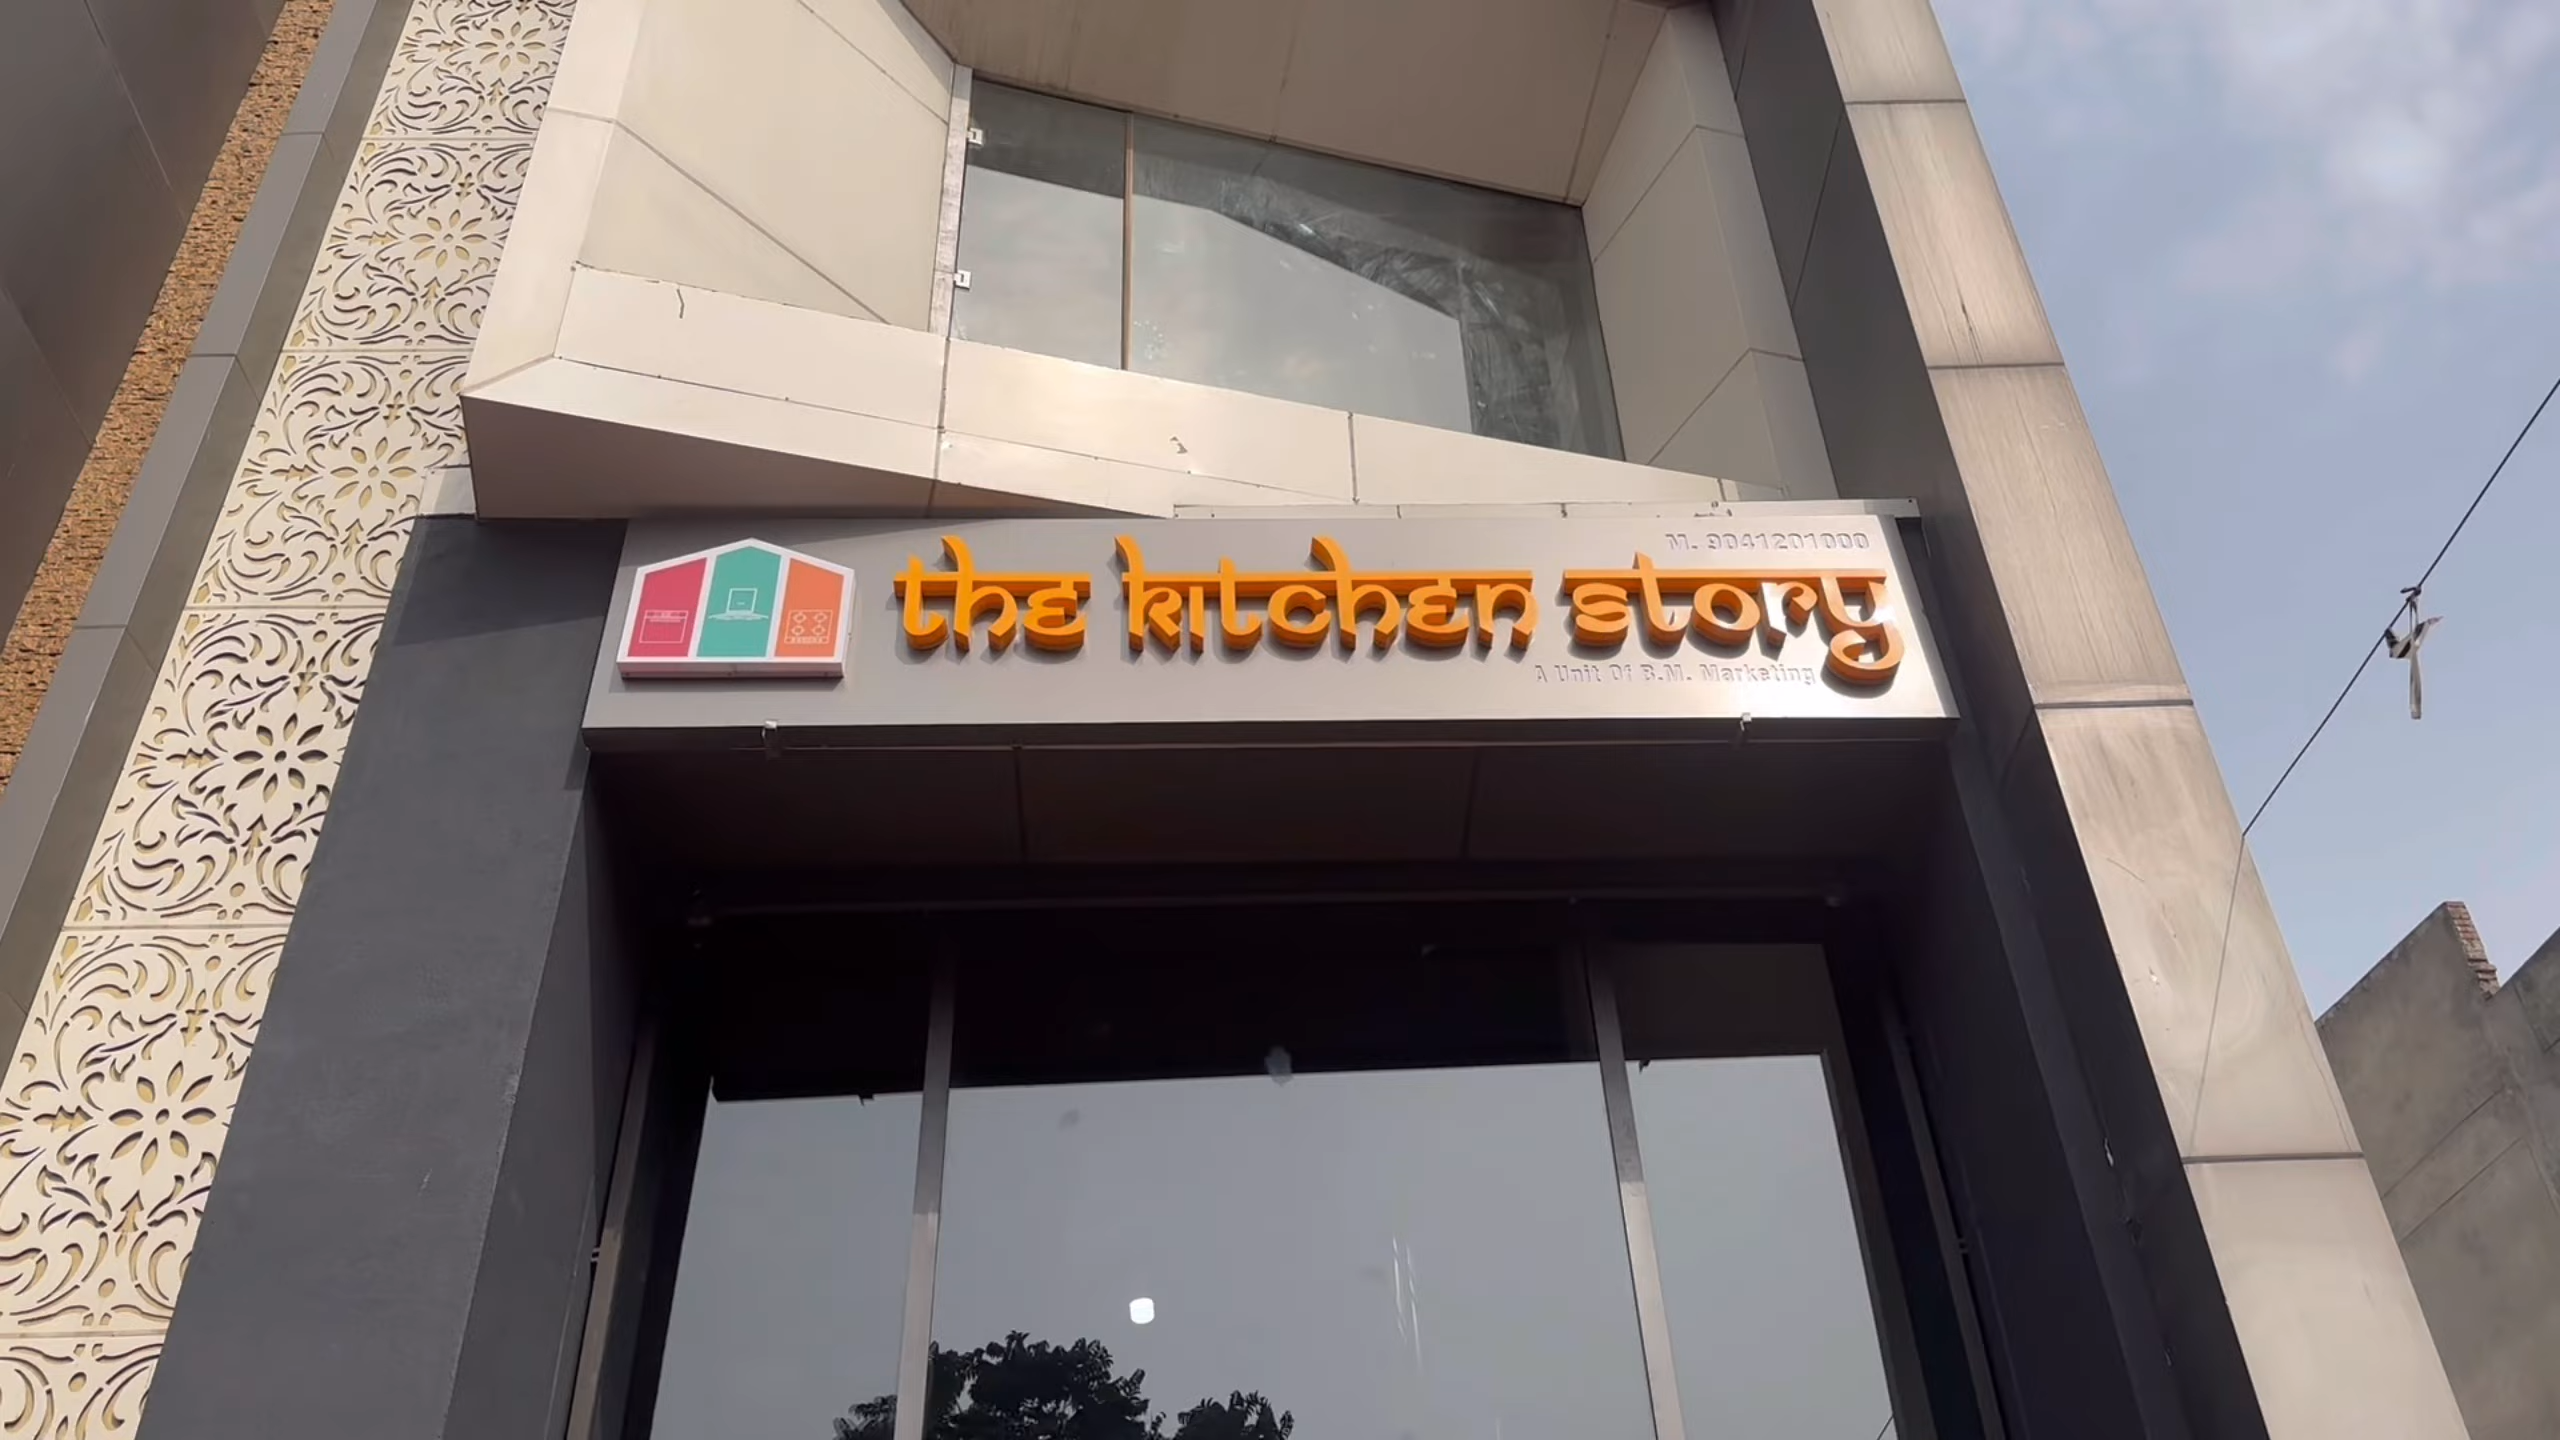 M. 9041201000
the kitchen story
A Unit Of B.M. Marketing